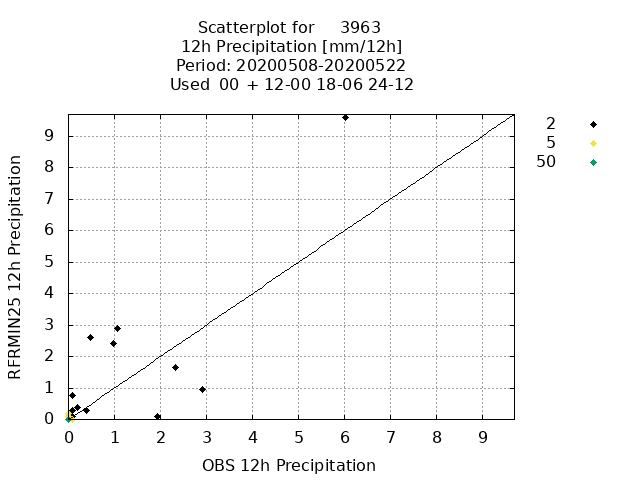 Scatterplot for 3963
12h Precipitation [mm/12h]
Period: 20200508-20200522
Used 00 + 12-00 18-06 24-12
2
5
50
RFRMIN25 12h Precipitation
9
8
7
6
5
4
3
2
1
0
0 1 2 3 4 5 6 7 8 9
OBS 12h Precipitation